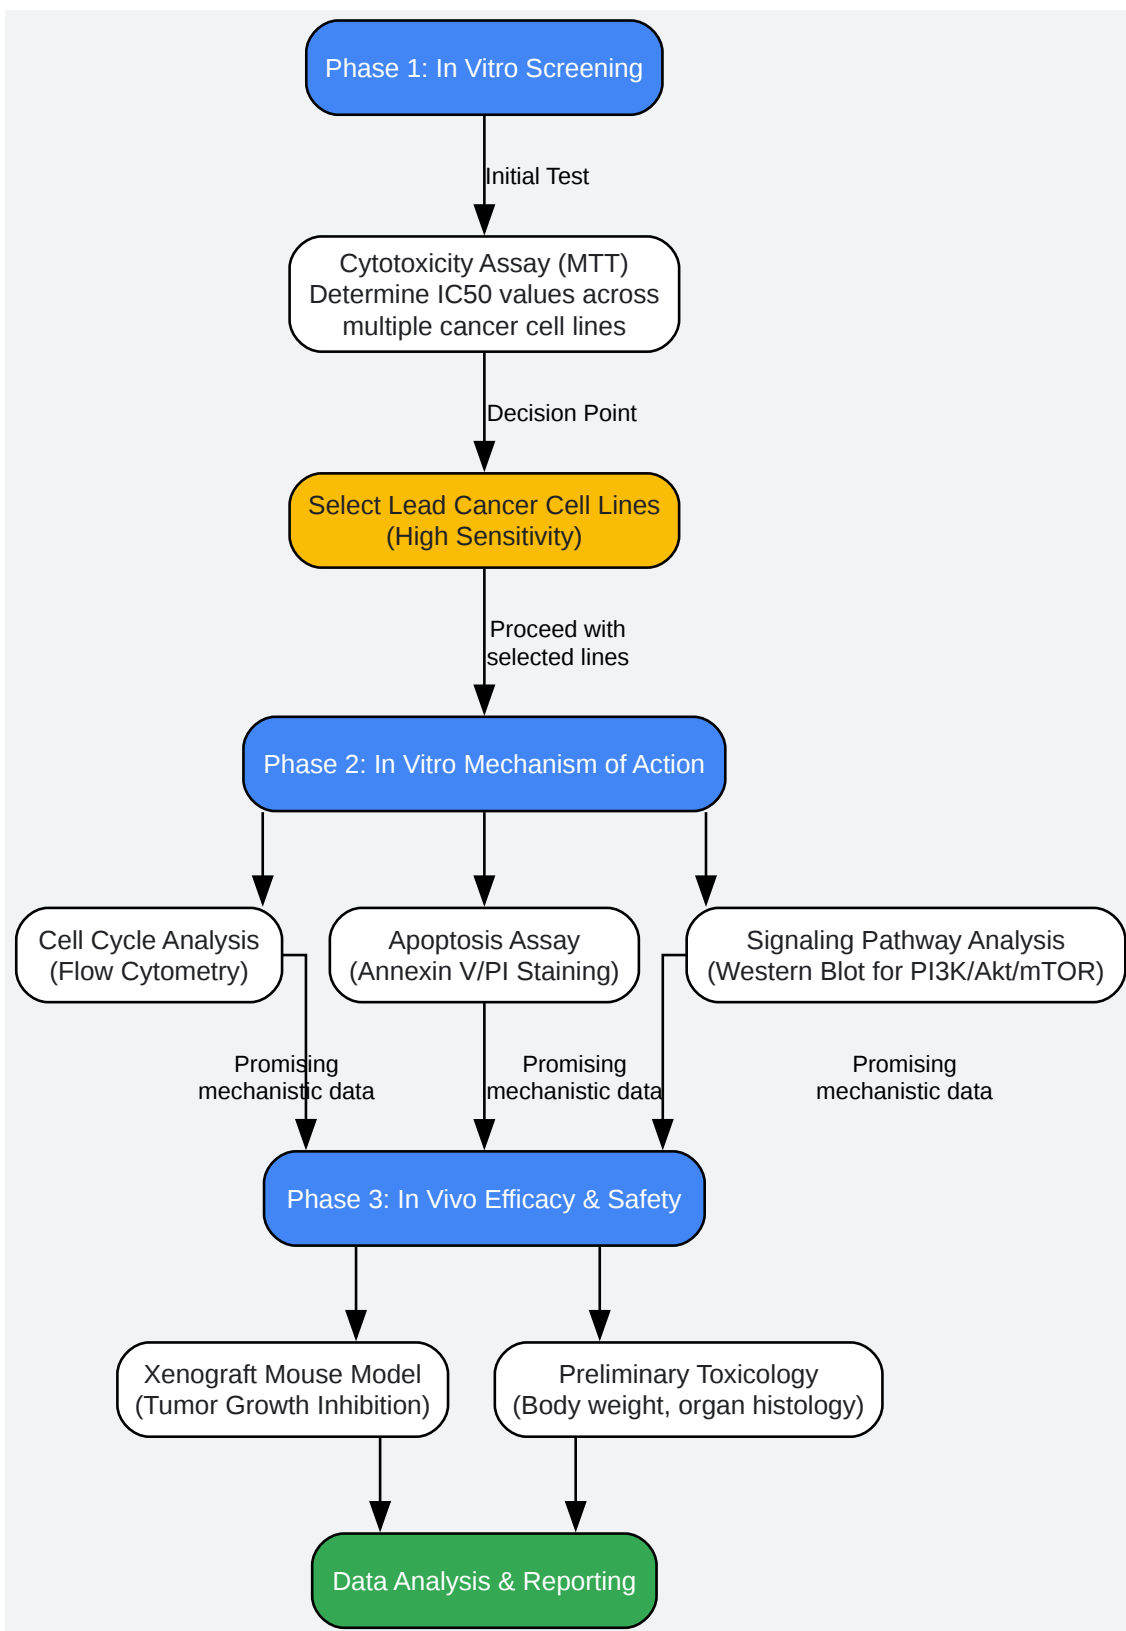 Phase 1: In Vitro Screening
Initial Test
Cytotoxicity Assay (MTT)
Determine IC50 values across
multiple cancer cell lines
Decision Point
Select Lead Cancer Cell Lines
(High Sensitivity)
Proceed with
selected lines
Phase 2: In Vitro Mechanism of Action
Cell Cycle Analysis
(Flow Cytometry)
Apoptosis Assay
(Annexin V/PI Staining)
Signaling Pathway Analysis
(Western Blot for PI3K/Akt/mTOR)
Promising
mechanistic data
Promising
mechanistic data
Promising
mechanistic data
Phase 3: In Vivo Efficacy & Safety
Xenograft Mouse Model
(Tumor Growth Inhibition)
Preliminary Toxicology
(Body weight, organ histology)
Data Analysis & Reporting